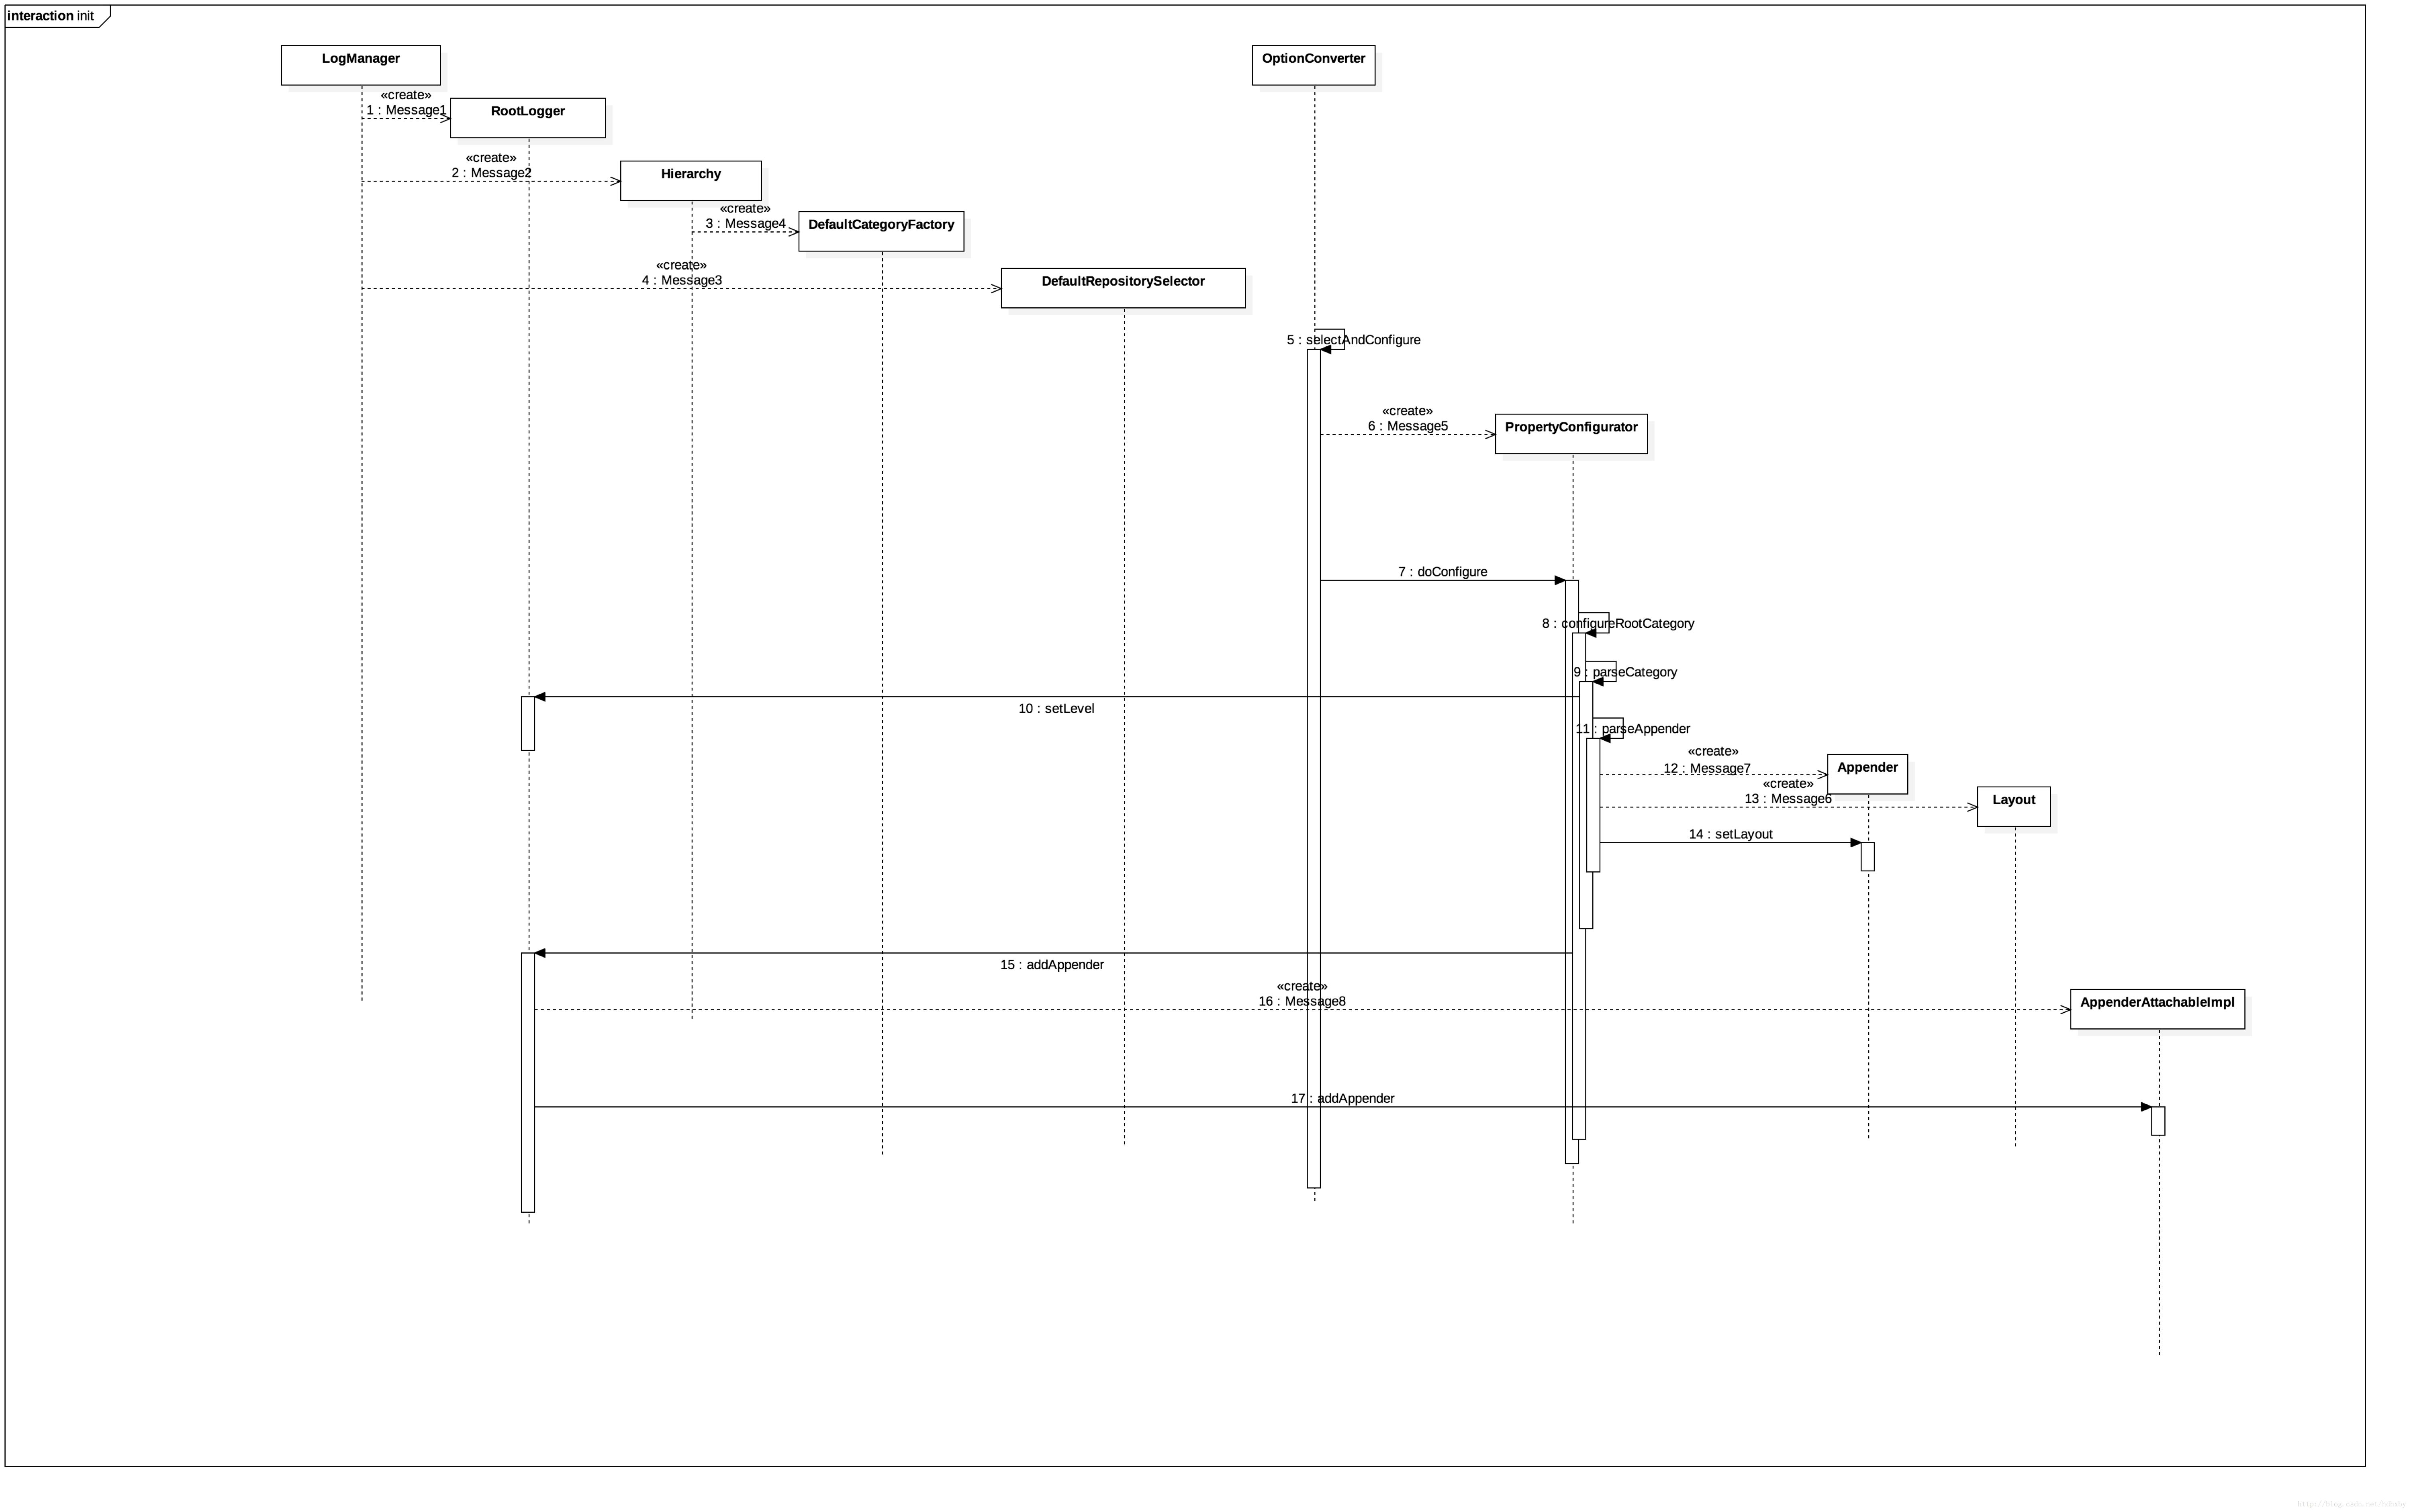 interaction init
LogManager
OptionConverter
«create»
1 : Message1
RootLogger
«create»
2 : Message2
Hierarchy
«create»
3 : Message4
DefaultCategoryFactory
«create»
4 : Message3
DefaultRepositorySelector
5 : selectAndConfigure
«create»
6 : Message5
PropertyConfigurator
7 : doConfigure
8 : configureRootCategory
9 : parseCategory
10 : setLevel
11 : parseAppender
«create»
12 : Message7
Appender
«create»
13 : Message6
Layout
14 : setLayout
15 : addAppender
«create»
16 : Message8
AppenderAttachableImpl
17 : addAppender